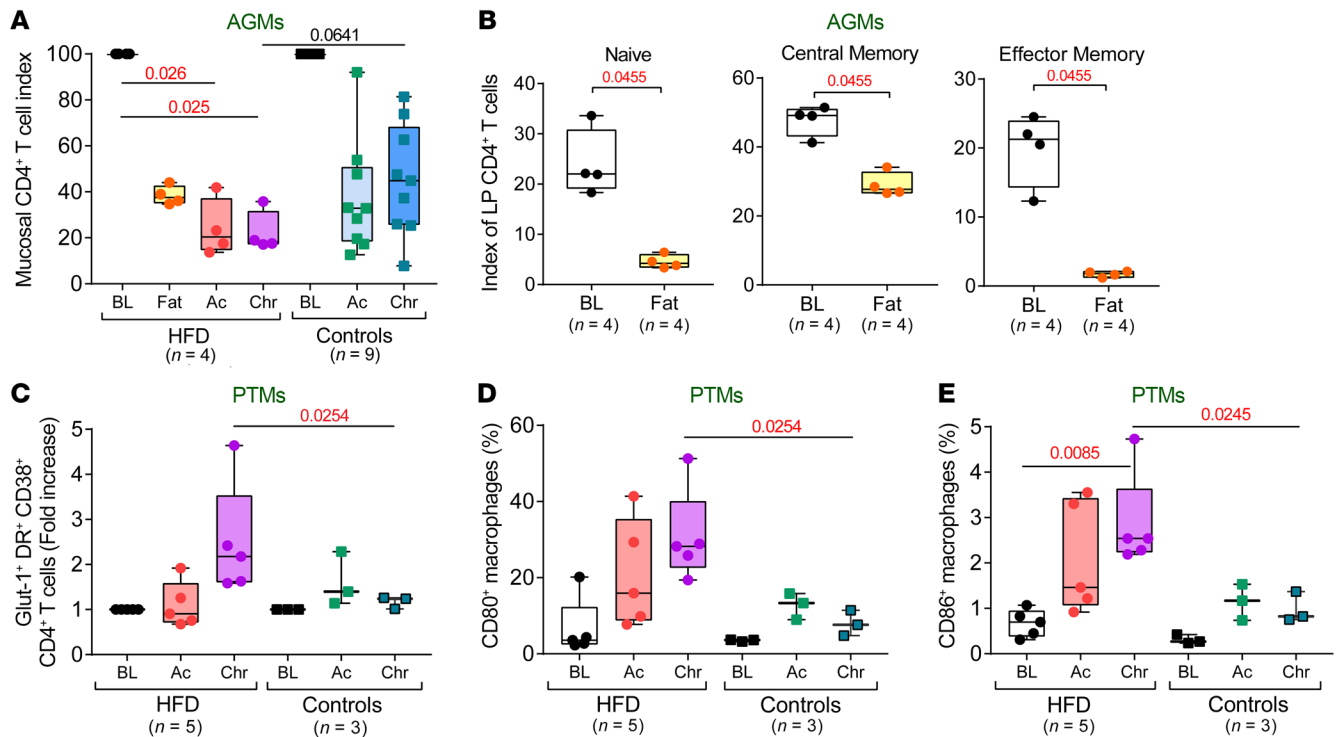 A
AGMs
Mucosal CD4⁺ T cell index
100
80
60
40
20
0
0.026
0.025
0.0641
BL Fat Ac Chr BL Ac Chr
HFD Controls
(n = 4) (n = 9)
B
AGMs
Index of LP CD4⁺ T cells
Naive
40
30
20
10
0
0.0455
BL Fat
(n = 4) (n = 4)
Central Memory
60
40
20
0
0.0455
BL Fat
(n = 4) (n = 4)
Effector Memory
30
20
10
0
0.0455
BL Fat
(n = 4) (n = 4)
C
PTMs
Glut-1⁺ DR⁺ CD38⁺
CD4⁺ T cells (Fold increase)
5
4
3
2
1
0
0.0254
BL Ac Chr BL Ac Chr
HFD Controls
(n = 5) (n = 3)
D
PTMs
CD80⁺ macrophages (%)
60
40
20
0
0.0254
BL Ac Chr BL Ac Chr
HFD Controls
(n = 5) (n = 3)
E
PTMs
CD86⁺ macrophages (%)
5
4
3
2
1
0
0.0085
0.0245
BL Ac Chr BL Ac Chr
HFD Controls
(n = 5) (n = 3)